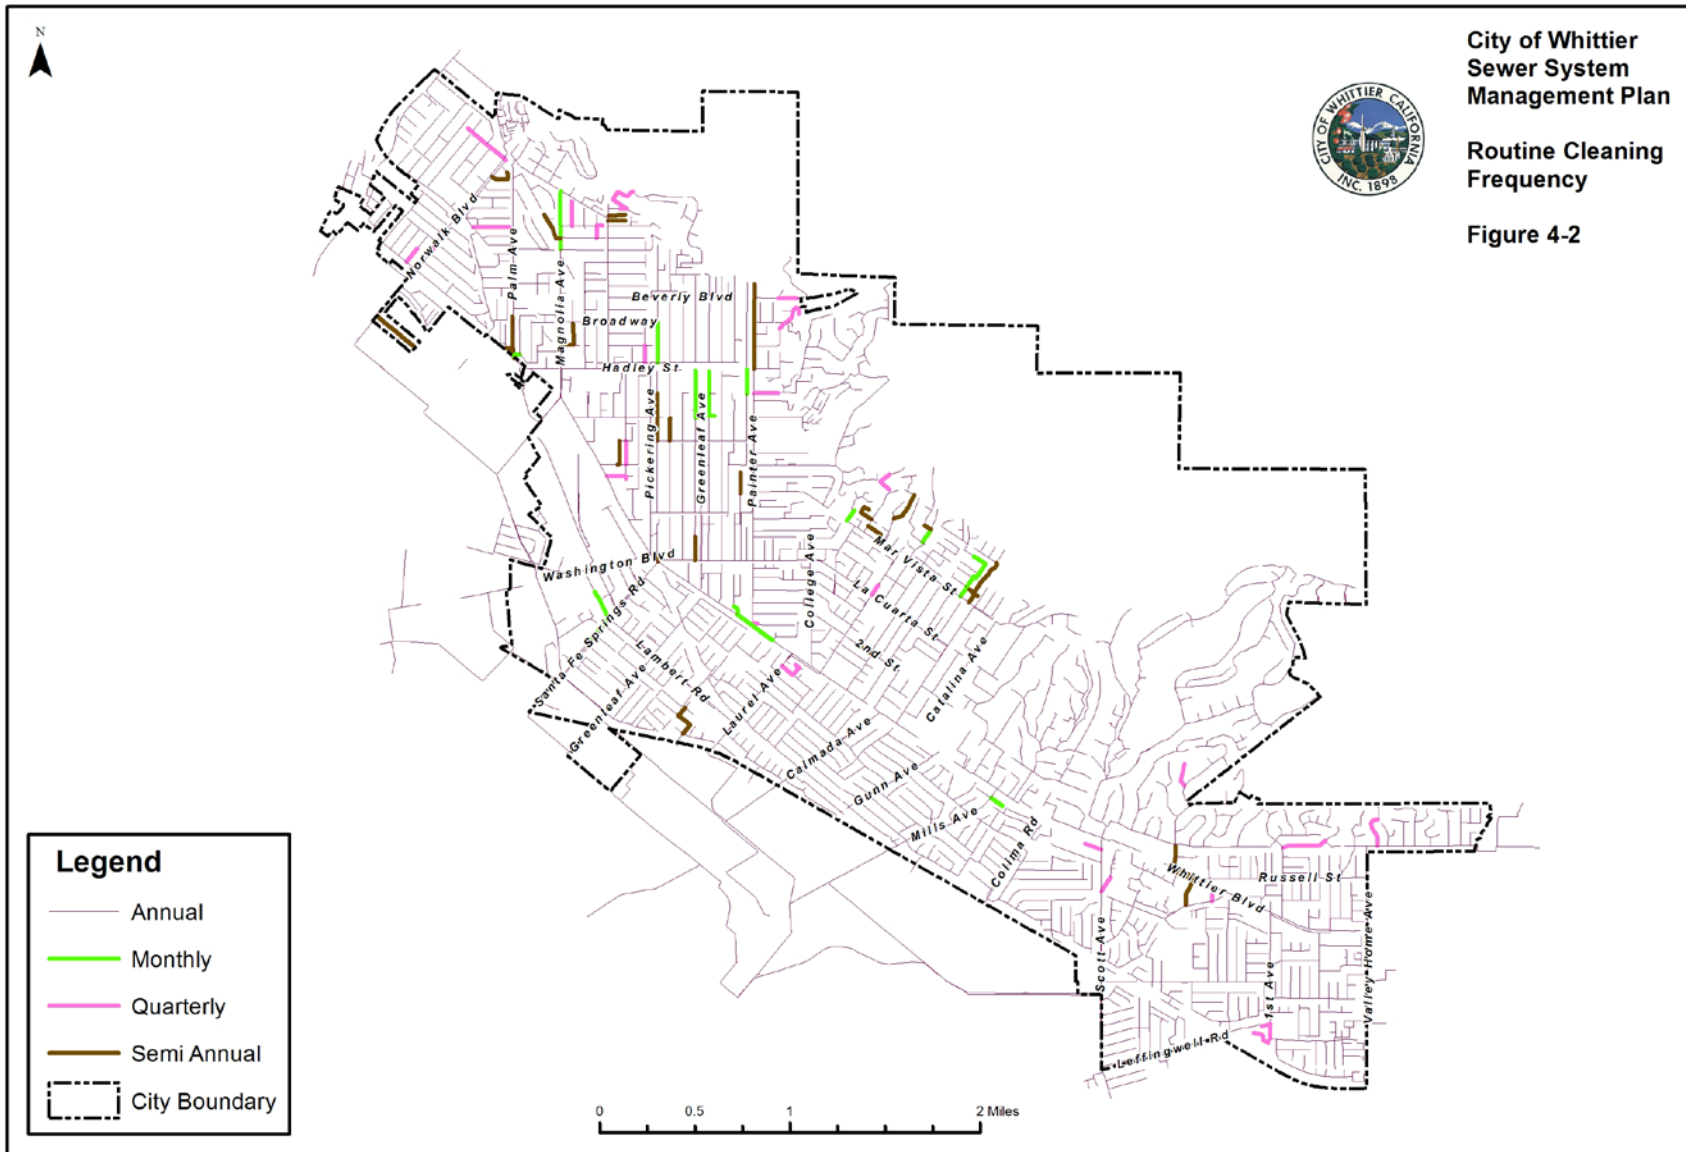 N
City of Whittier
Sewer System
Management Plan
Routine Cleaning
Frequency
Figure 4-2
CITY OF WHITTIER CALIFORNIA
INC. 1898
Norwalk Blvd
Palm Ave
Magnolia Ave
Beverly Blvd
Broadway
Hadley St
Pickering Ave
Greenleaf Ave
Painter Ave
Washington Blvd
College Ave
Mar Vista St
La Cuarta St
2nd St
Catalina Ave
Santa Fe Springs Rd
Greenleaf Ave
Lambert Rd
Laurel Ave
Calmada Ave
Gunn Ave
Mills Ave
Colima Rd
Whittier Blvd
Russell St
Scott Ave
1st Ave
Valley Home Ave
Leffingwell Rd
Legend
Annual
Monthly
Quarterly
Semi Annual
City Boundary
0 0.5 1 2 Miles